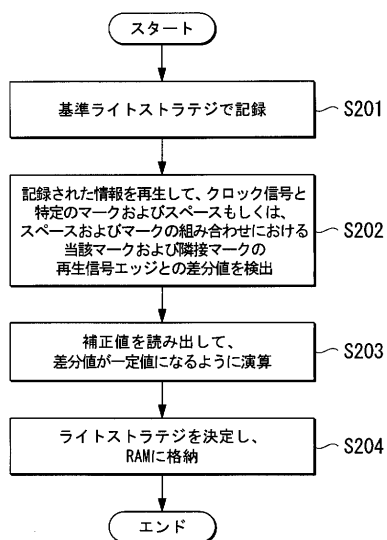 スタート
基準ライトストラテジで記録
S201
記録された情報を再生して、クロック信号と
特定のマークおよびスペースもしくは、
スペースおよびマークの組み合わせにおける
当該マークおよび隣接マークの
再生信号エッジとの差分値を検出
S202
補正値を読み出して、
差分値が一定値になるように演算
S203
ライトストラテジを決定し、
RAMに格納
S204
エンド